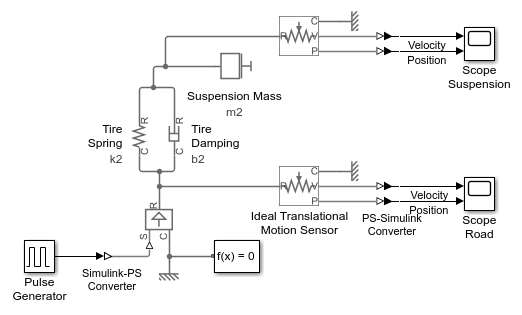 C
R
P
Velocity
Position
Scope
Suspension
Suspension Mass
m2
R
R
Tire
Spring
k2
Tire
Damping
b2
C
C
C
R
P
Velocity
Position
Scope
Road
Ideal Translational
Motion Sensor
PS-Simulink
Converter
R
S
C
f(x) = 0
Simulink-PS
Converter
Pulse
Generator